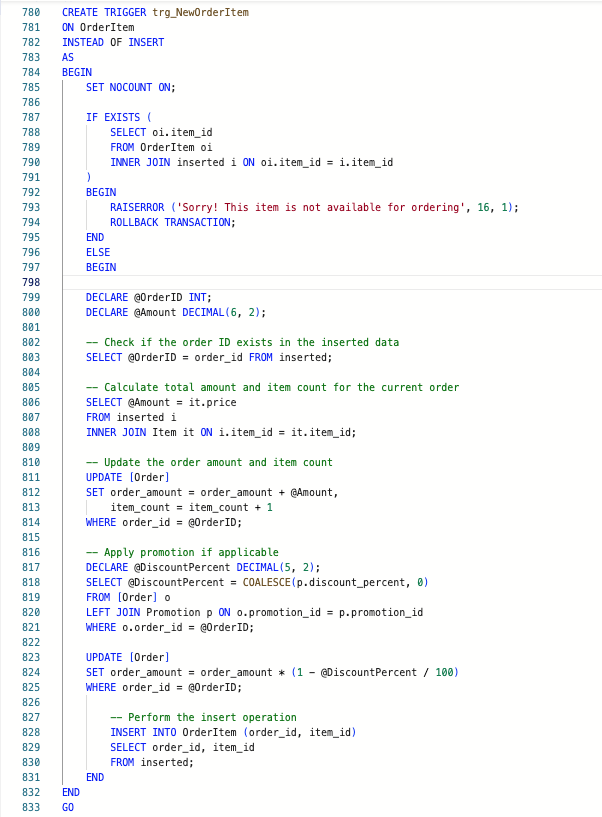 780 CREATE TRIGGER trg_NewOrderItem
781 ON OrderItem
782 INSTEAD OF INSERT
783 AS
784 BEGIN
785     SET NOCOUNT ON;
786
787     IF EXISTS (
788         SELECT oi.item_id
789         FROM OrderItem oi
790         INNER JOIN inserted i ON oi.item_id = i.item_id
791     )
792     BEGIN
793         RAISERROR ('Sorry! This item is not available for ordering', 16, 1);
794         ROLLBACK TRANSACTION;
795     END
796     ELSE
797     BEGIN
798
799     DECLARE @OrderID INT;
800     DECLARE @Amount DECIMAL(6, 2);
801
802     -- Check if the order ID exists in the inserted data
803     SELECT @OrderID = order_id FROM inserted;
804
805     -- Calculate total amount and item count for the current order
806     SELECT @Amount = it.price
807     FROM inserted i
808     INNER JOIN Item it ON i.item_id = it.item_id;
809
810     -- Update the order amount and item count
811     UPDATE [Order]
812     SET order_amount = order_amount + @Amount,
813         item_count = item_count + 1
814     WHERE order_id = @OrderID;
815
816     -- Apply promotion if applicable
817     DECLARE @DiscountPercent DECIMAL(5, 2);
818     SELECT @DiscountPercent = COALESCE(p.discount_percent, 0)
819     FROM [Order] o
820     LEFT JOIN Promotion p ON o.promotion_id = p.promotion_id
821     WHERE o.order_id = @OrderID;
822
823     UPDATE [Order]
824     SET order_amount = order_amount * (1 - @DiscountPercent / 100)
825     WHERE order_id = @OrderID;
826
827         -- Perform the insert operation
828         INSERT INTO OrderItem (order_id, item_id)
829         SELECT order_id, item_id
830         FROM inserted;
831     END
832 END
833 GO